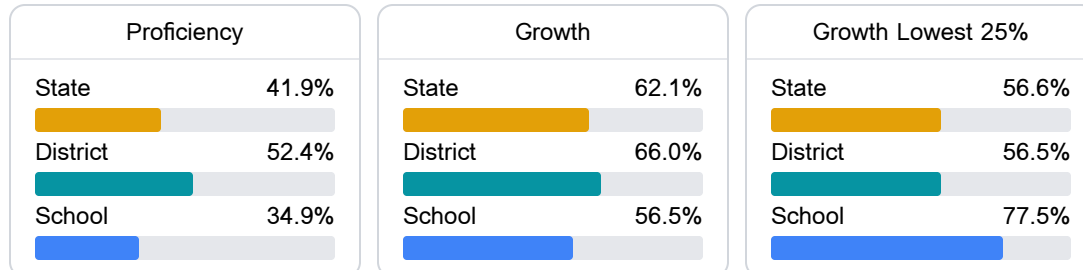 Proficiency
State 41.9%
District 52.4%
School 34.9%
Growth
State 62.1%
District 66.0%
School 56.5%
Growth Lowest 25%
State 56.6%
District 56.5%
School 77.5%